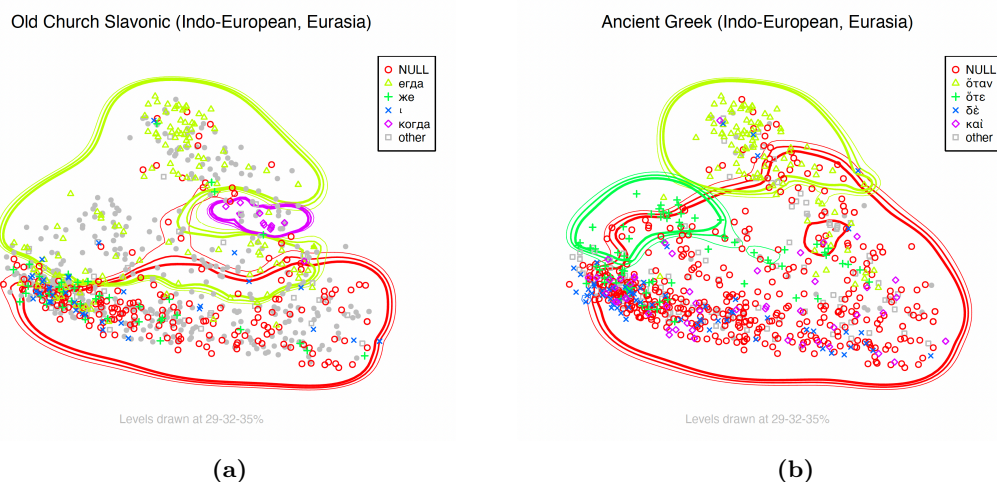 Old Church Slavonic (Indo-European, Eurasia)
NULL
егда
же
ι
когда
other
Levels drawn at 29-32-35%
(a)
Ancient Greek (Indo-European, Eurasia)
NULL
ὅταν
ὅτε
δέ
καὶ
other
Levels drawn at 29-32-35%
(b)